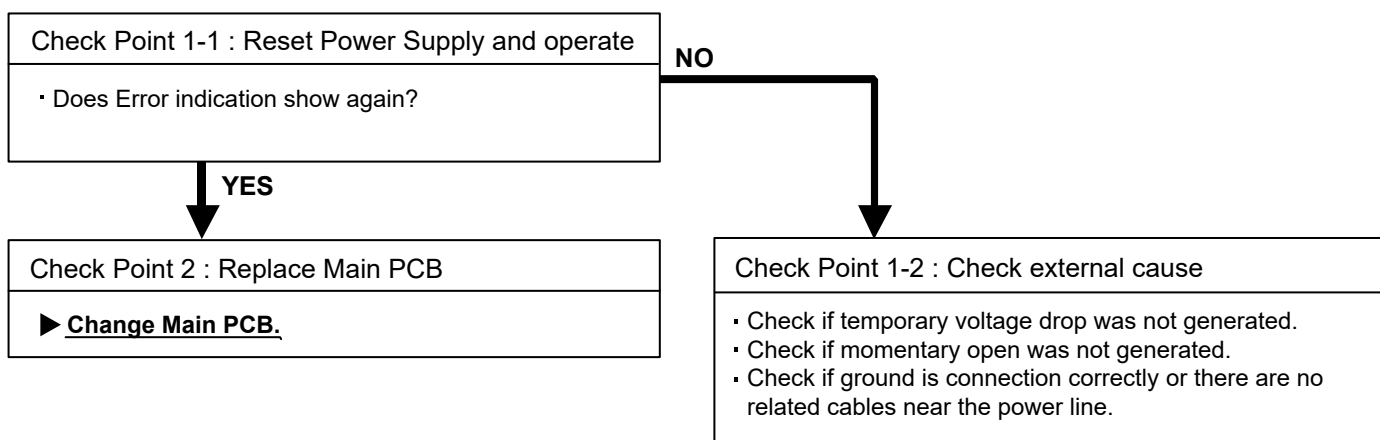 Check Point 1-1 : Reset Power Supply and operate
▪ Does Error indication show again?
NO
YES
Check Point 2 : Replace Main PCB
▶ Change Main PCB.
Check Point 1-2 : Check external cause
▪ Check if temporary voltage drop was not generated.
▪ Check if momentary open was not generated.
▪ Check if ground is connection correctly or there are no
related cables near the power line.